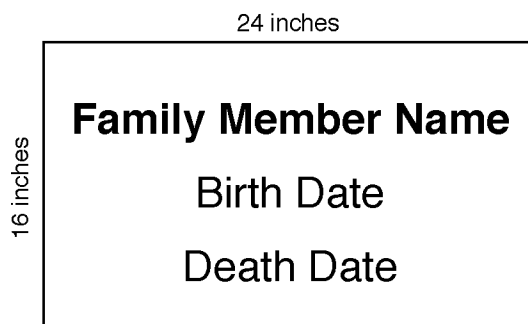 24 inches
16 inches
Family Member Name
Birth Date
Death Date